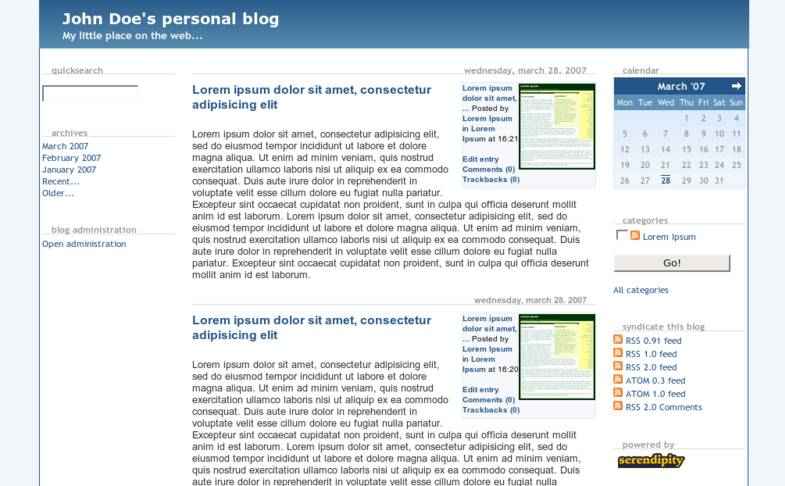 John Doe's personal blog
My little place on the web...
quicksearch
archives
March 2007
February 2007
January 2007
Recent...
Older...
blog administration
Open administration
wednesday, march 28, 2007
Lorem ipsum dolor sit amet, consectetur
adipisicing elit
Lorem ipsum
dolor sit amet,
... Posted by
Lorem Ipsum
in Lorem
Ipsum at 16:21
Edit entry
Comments (0)
Trackbacks (0)
Lorem ipsum dolor sit amet, consectetur adipisicing elit,
sed do eiusmod tempor incididunt ut labore et dolore
magna aliqua. Ut enim ad minim veniam, quis nostrud
exercitation ullamco laboris nisi ut aliquip ex ea commodo
consequat. Duis aute irure dolor in reprehenderit in
voluptate velit esse cillum dolore eu fugiat nulla pariatur.
Excepteur sint occaecat cupidatat non proident, sunt in culpa qui officia deserunt mollit
anim id est laborum. Lorem ipsum dolor sit amet, consectetur adipisicing elit, sed do
eiusmod tempor incididunt ut labore et dolore magna aliqua. Ut enim ad minim veniam, quis
nostrud exercitation ullamco laboris nisi ut aliquip ex ea commodo consequat. Duis aute
irure dolor in reprehenderit in voluptate velit esse cillum dolore eu fugiat nulla
pariatur. Excepteur sint occaecat cupidatat non proident, sunt in culpa qui officia deserunt
mollit anim id est laborum.
wednesday, march 28, 2007
Lorem ipsum dolor sit amet, consectetur
adipisicing elit
Lorem ipsum
dolor sit amet,
... Posted by
Lorem Ipsum
in Lorem
Ipsum at 16:20
Edit entry
Comments (0)
Trackbacks (0)
Lorem ipsum dolor sit amet, consectetur adipisicing elit,
sed do eiusmod tempor incididunt ut labore et dolore
magna aliqua. Ut enim ad minim veniam, quis nostrud
exercitation ullamco laboris nisi ut aliquip ex ea commodo
consequat. Duis aute irure dolor in reprehenderit in
voluptate velit esse cillum dolore eu fugiat nulla pariatur.
Excepteur sint occaecat cupidatat non proident, sunt in culpa qui officia deserunt mollit
anim id est laborum. Lorem ipsum dolor sit amet, consectetur adipisicing elit, sed do
eiusmod tempor incididunt ut labore et dolore magna aliqua. Ut enim ad minim veniam,
quis nostrud exercitation ullamco laboris nisi ut aliquip ex ea commodo consequat. Duis
aute irure dolor in reprehenderit in voluptate velit esse cillum dolore eu fugiat nulla
calendar
March '07
Mon Tue Wed Thu Fri Sat Sun
1 2 3 4
5 6 7 8 9 10 11
12 13 14 15 16 17 18
19 20 21 22 23 24 25
26 27 28 29 30 31
categories
Lorem Ipsum
Go!
All categories
syndicate this blog
RSS 0.91 feed
RSS 1.0 feed
RSS 2.0 feed
ATOM 0.3 feed
ATOM 1.0 feed
RSS 2.0 Comments
powered by
serendipity